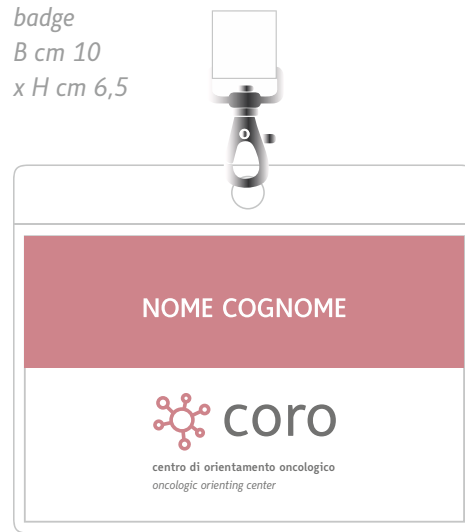 badge
B cm 10
x H cm 6,5
NOME COGNOME
coro
centro di orientamento oncologico
oncologic orienting center